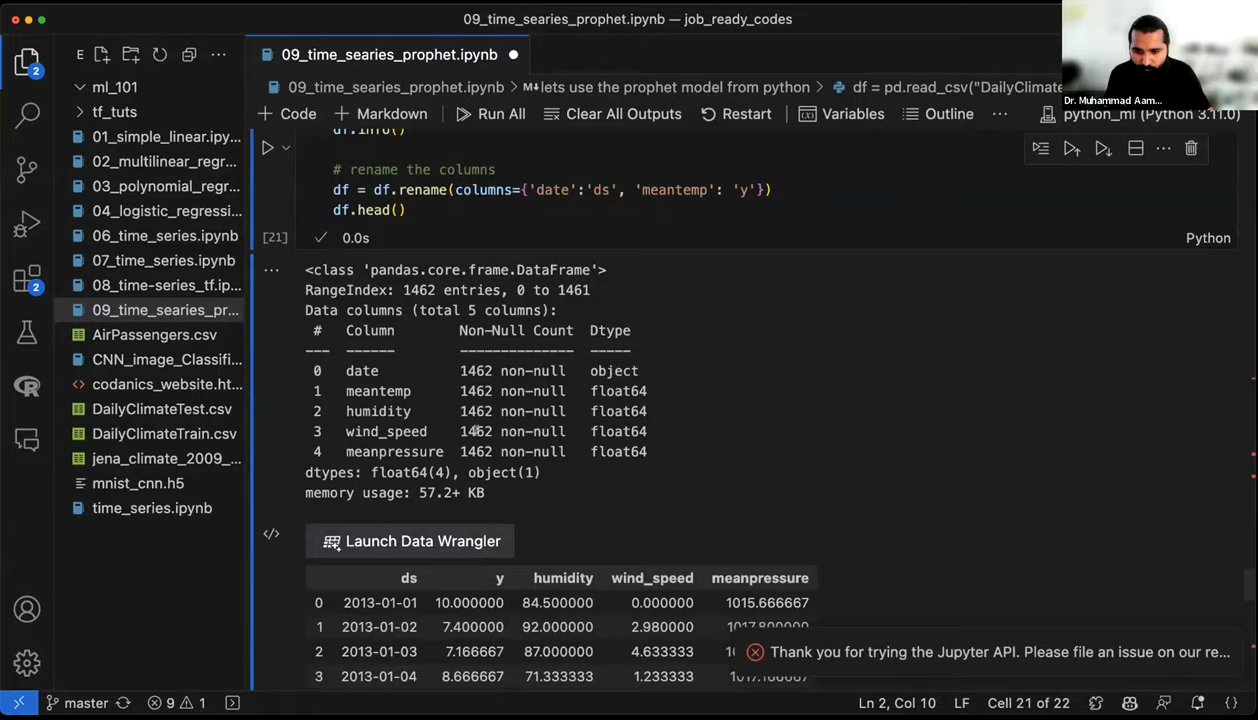 09_time_searies_prophet.ipynb — job_ready_codes
Dr. Muhammad Aam...
E
09_time_searies_prophet.ipynb
2
ml_101
tf_tuts
01_simple_linear.ipy...
02_multilinear_regr...
03_polynomial_regr...
04_logistic_regressi...
06_time_series.ipynb
07_time_series.ipynb
08_time-series_tf.ip...
09_time_searies_pr...
AirPassengers.csv
CNN_image_Classifi...
codanics_website.ht...
DailyClimateTest.csv
DailyClimateTrain.csv
jena_climate_2009_...
mnist_cnn.h5
time_series.ipynb
2
09_time_searies_prophet.ipynb > M↓lets use the prophet model from python > df = pd.read_csv("DailyClimate
+ Code + Markdown Run All Clear All Outputs Restart Variables Outline ... python_ml (Python 3.11.0)
df.info()
# rename the columns
df = df.rename(columns={'date':'ds', 'meantemp': 'y'})
df.head()
[21] 0.0s Python
<class 'pandas.core.frame.DataFrame'>
RangeIndex: 1462 entries, 0 to 1461
Data columns (total 5 columns):
# Column Non-Null Count Dtype
--- ------ -------------- -----
0 date 1462 non-null object
1 meantemp 1462 non-null float64
2 humidity 1462 non-null float64
3 wind_speed 1462 non-null float64
4 meanpressure 1462 non-null float64
dtypes: float64(4), object(1)
memory usage: 57.2+ KB
Launch Data Wrangler
ds y humidity wind_speed meanpressure
0 2013-01-01 10.000000 84.500000 0.000000 1015.666667
1 2013-01-02 7.400000 92.000000 2.980000 1017.800000
2 2013-01-03 7.166667 87.000000 4.633333
3 2013-01-04 8.666667 71.333333 1.233333
Thank you for trying the Jupyter API. Please file an issue on our re...
master 9 1 Ln 2, Col 10 LF Cell 21 of 22